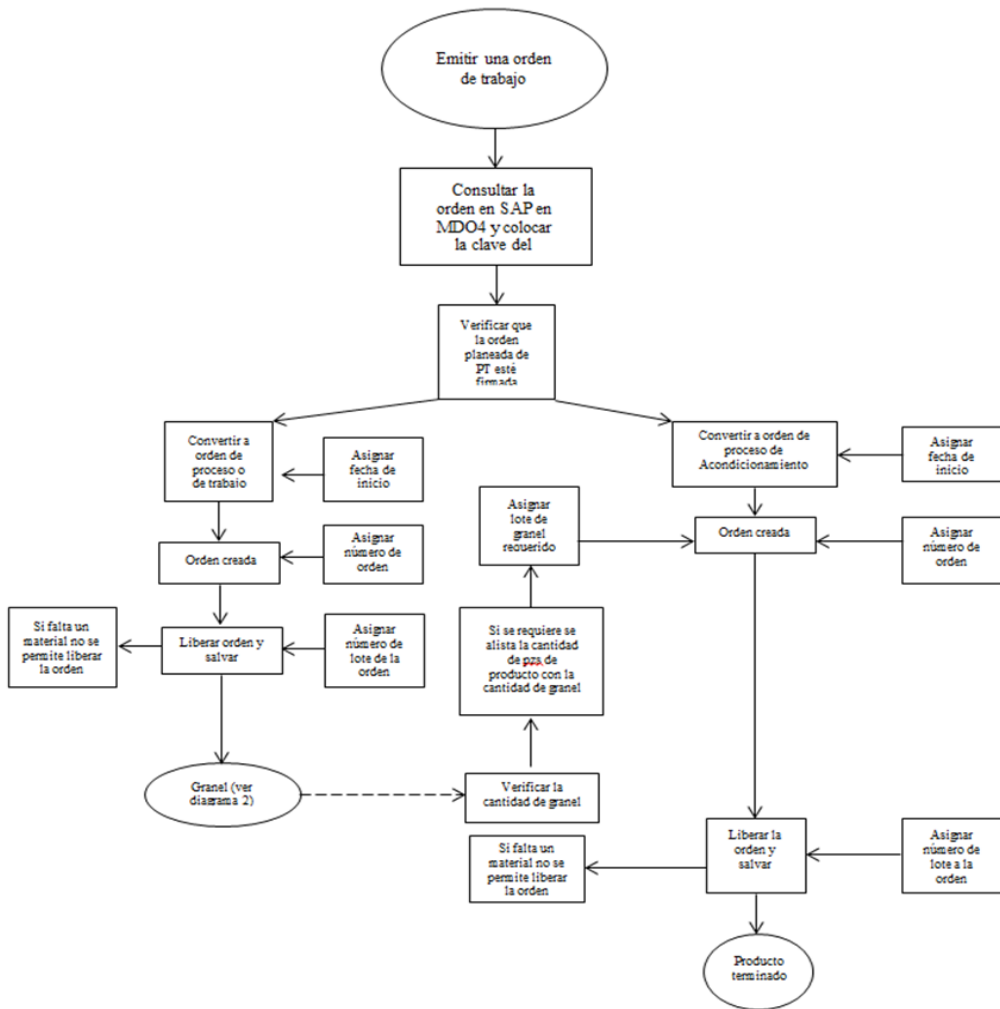 Emitir una orden
de trabajo
Consultar la
orden en SAP en
MDO4 y colocar
la clave del
Verificar que
la orden
planeada de
PT esté
firmada
Convertir a
orden de
proceso o
de trabajo
Asignar
fecha de
inicio
Convertir a orden de
proceso de
Acondicionamiento
Asignar
fecha de
inicio
Orden creada
Asignar
número de
orden
Asignar
lote de
granel
requerido
Orden creada
Asignar
número de
orden
Si falta un
material no se
permite liberar
la orden
Liberar orden y
salvar
Asignar
número de
lote de la
orden
Si se requiere se
alista la cantidad
de pzs de
producto con la
cantidad de granel
Granel (ver
diagrama 2)
Verificar la
cantidad de granel
Si falta un
material no se
permite liberar
la orden
Liberar la
orden y
salvar
Asignar
número de
lote a la
orden
Producto
terminado